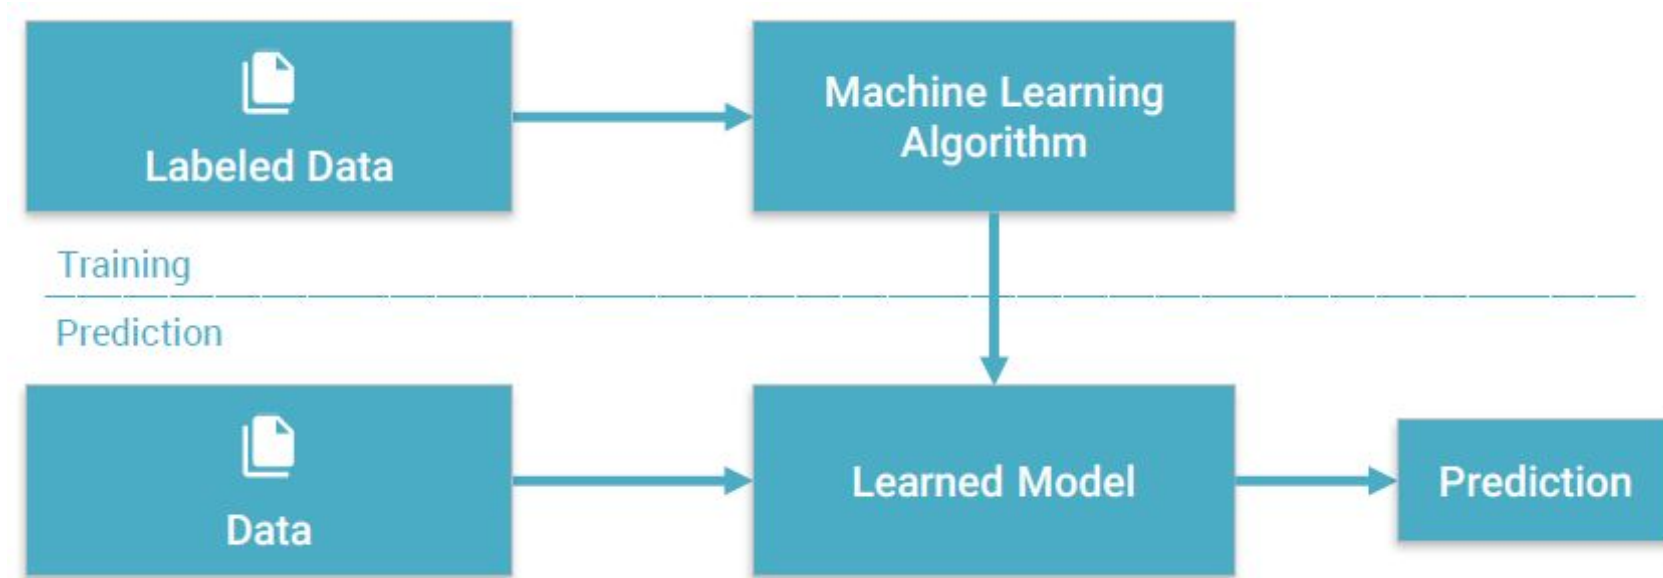 Labeled Data
Machine Learning
Algorithm
Training
Prediction
Data
Learned Model
Prediction